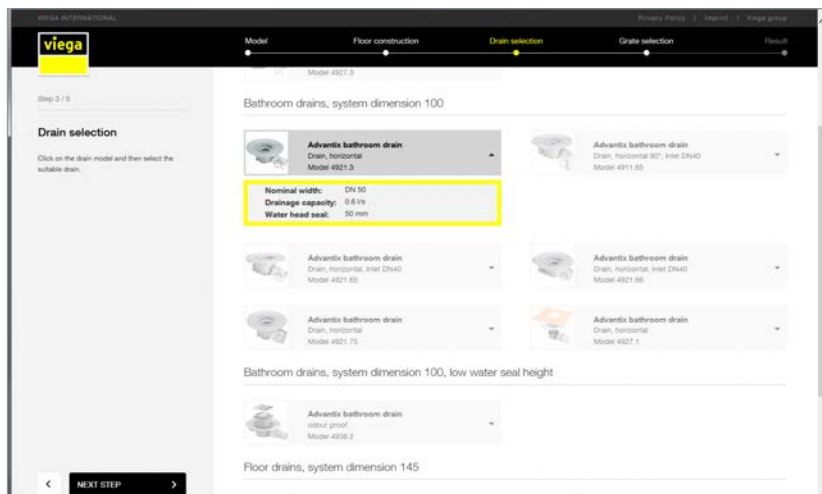 VIEGA INTERNATIONAL
Privacy Policy | Imprint | Viega group
viega
Model
Floor construction
Drain selection
Grate selection
Result
Step 3 / 5
Drain selection
Click on the drain model and then select the
suitable drain.
Model 4927.3
Bathroom drains, system dimension 100
Advantix bathroom drain
Drain, horizontal
Model 4921.3
Nominal width: DN 50
Drainage capacity: 0.6 l/s
Water head seal: 50 mm
Advantix bathroom drain
Drain, horizontal 90°, Inlet DN40
Model 4911.65
Advantix bathroom drain
Drain, horizontal, Inlet DN40
Model 4921.65
Advantix bathroom drain
Drain, horizontal, Inlet DN40
Model 4921.66
Advantix bathroom drain
Drain, horizontal
Model 4921.75
Advantix bathroom drain
Drain, horizontal
Model 4927.1
Bathroom drains, system dimension 100, low water seal height
Advantix bathroom drain
odour proof
Model 4936.2
Floor drains, system dimension 145
NEXT STEP